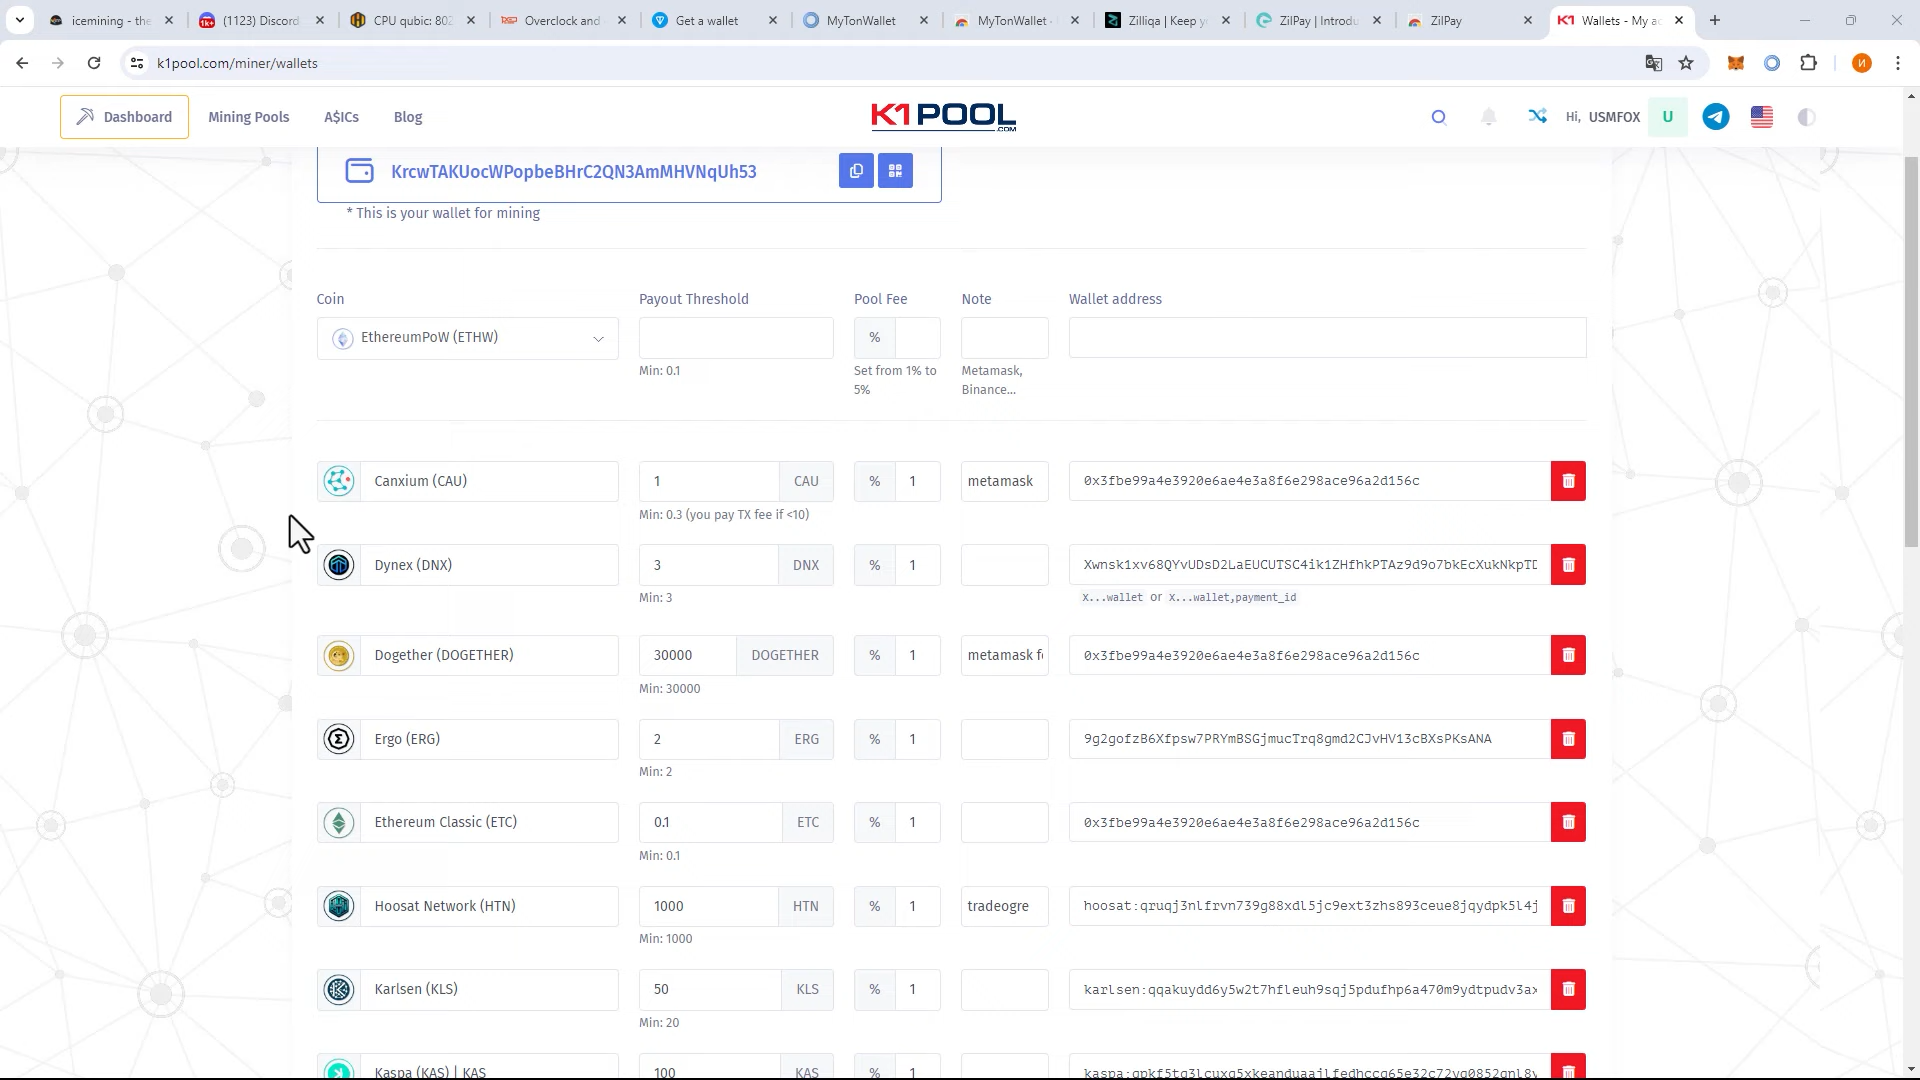 icemining - the
(1123) Discord
CPU qubic: 802
Overclock and
Get a wallet
MyTonWallet
MyTonWallet -
Zilliqa | Keep y
ZilPay | Introdu
ZilPay
Wallets - My ac
k1pool.com/miner/wallets
Dashboard
Mining Pools
A$ICs
Blog
K1 POOL
.COM
Hi, USMFOX
U
KrcwTAKUocWPopbeBHrC2QN3AmMHVNqUh53
* This is your wallet for mining
Coin Payout Threshold Pool Fee Note Wallet address
EthereumPoW (ETHW) %
Min: 0.1 Set from 1% to Metamask,
5% Binance...
Canxium (CAU) 1 CAU % 1 metamask 0x3fbe99a4e3920e6ae4e3a8f6e298ace96a2d156c
Min: 0.3 (you pay TX fee if <10)
Dynex (DNX) 3 DNX % 1 Xwnsk1xv68QYvUDsD2LaEUCUTSC4ik1ZHfhkPTAz9d9o7bkEcXukNkpTD
Min: 3 X...wallet or X...wallet,payment_id
Dogether (DOGETHER) 30000 DOGETHER % 1 metamask fo 0x3fbe99a4e3920e6ae4e3a8f6e298ace96a2d156c
Min: 30000
Ergo (ERG) 2 ERG % 1 9g2gofzB6Xfpsw7PRYmBSGjmucTrq8gmd2CJvHV13cBXsPKsANA
Min: 2
Ethereum Classic (ETC) 0.1 ETC % 1 0x3fbe99a4e3920e6ae4e3a8f6e298ace96a2d156c
Min: 0.1
Hoosat Network (HTN) 1000 HTN % 1 tradeogre hoosat:qruqj3nlfrvn739g88xdl5jc9ext3zhs893ceue8jqydpk5l4j
Min: 1000
Karlsen (KLS) 50 KLS % 1 karlsen:qqakuydd6y5w2t7hfleuh9sqj5pdufhp6a470m9ydtpudv3ax
Min: 20
Kaspa (KAS) | KAS 100 KAS % 1